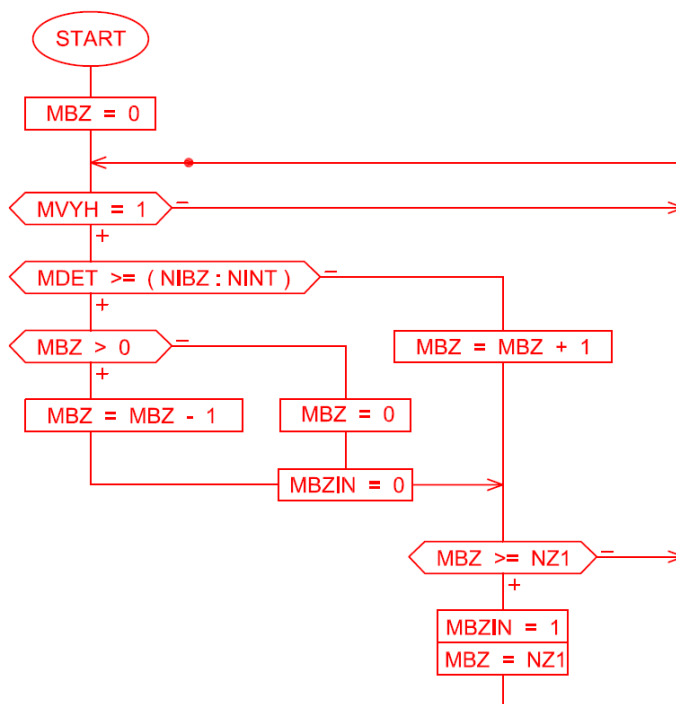 START
MBZ = 0
MVYH = 1
−
+
MDET >= ( NIBZ : NINT )
−
+
MBZ > 0
−
MBZ = MBZ + 1
+
MBZ = MBZ - 1
MBZ = 0
MBZIN = 0
MBZ >= NZ1
−
+
MBZIN = 1
MBZ = NZ1